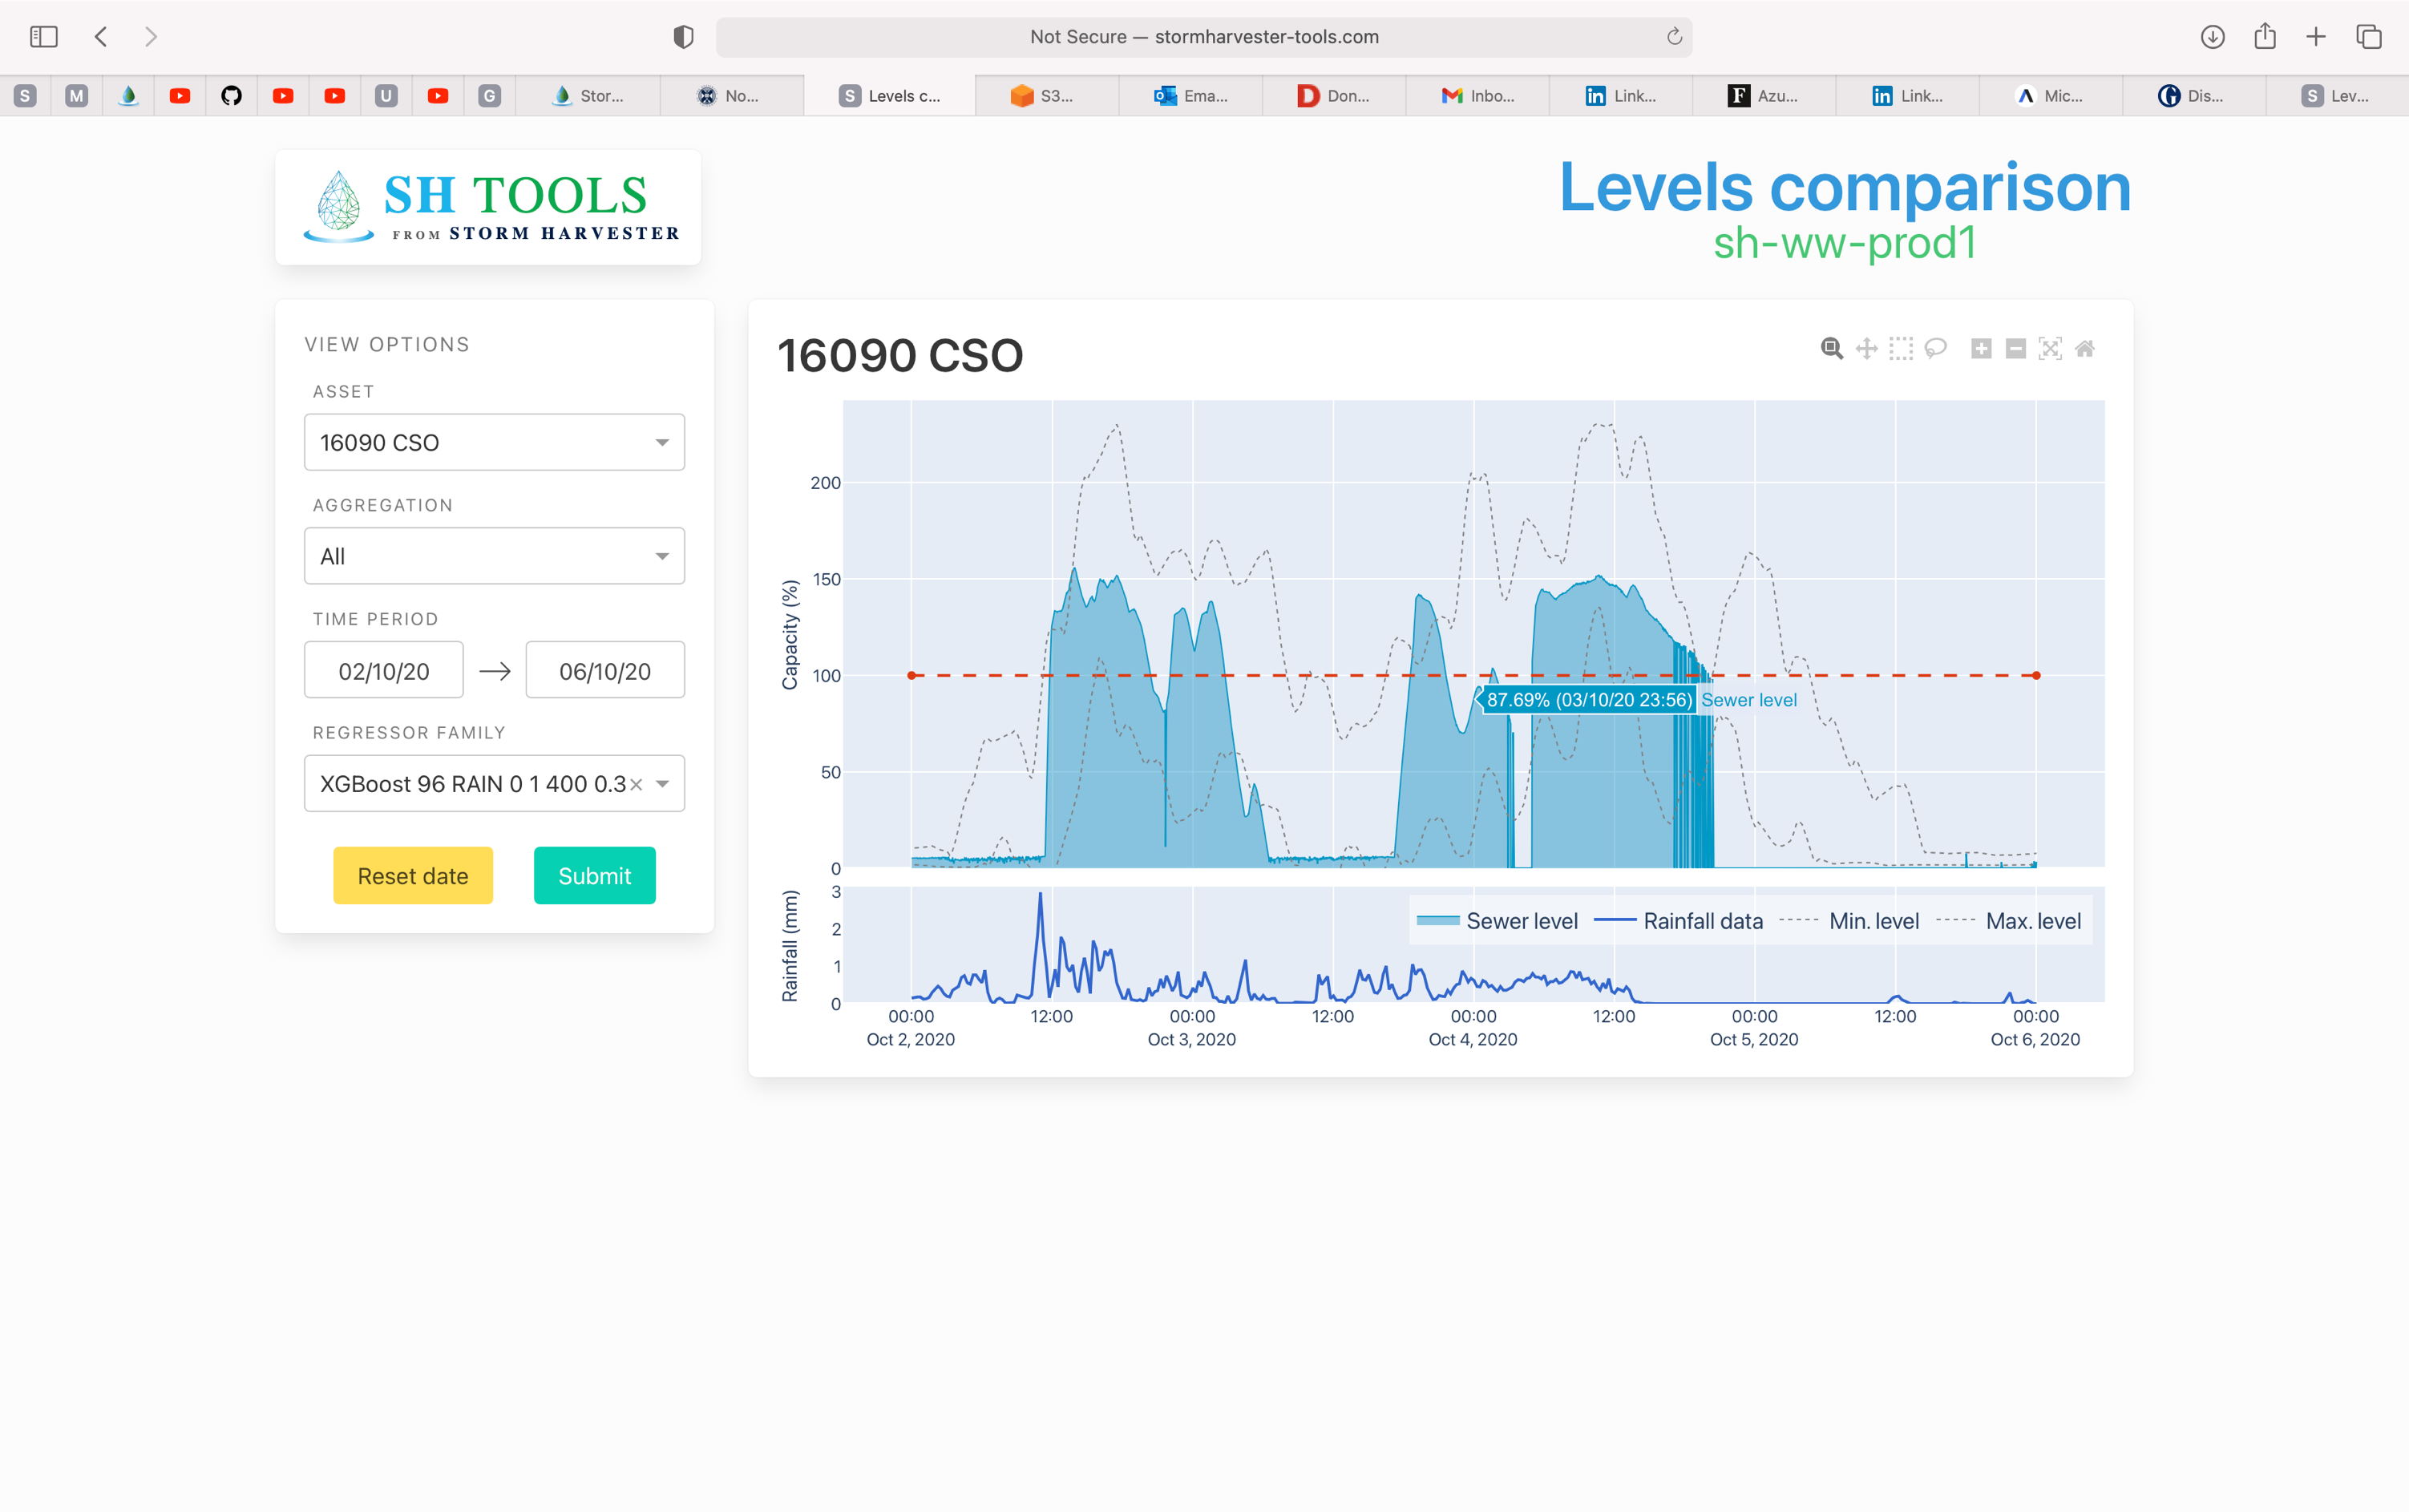 Not Secure — stormharvester-tools.com
S
M
U
G
Stor...
No...
S Levels c...
S3...
Ema...
D Don...
Inbo...
in Link...
F Azu...
in Link...
Mic...
Dis...
S Lev...
SH TOOLS
FROM STORM HARVESTER
Levels comparison
sh-ww-prod1
VIEW OPTIONS
ASSET
16090 CSO
AGGREGATION
All
TIME PERIOD
02/10/20 → 06/10/20
REGRESSOR FAMILY
XGBoost 96 RAIN 0 1 400 0.3×
Reset date
Submit
16090 CSO
Capacity (%)
200
150
100
50
0
87.69% (03/10/20 23:56) Sewer level
Rainfall (mm)
3
2
1
0
Sewer level Rainfall data Min. level Max. level
00:00 12:00 00:00 12:00 00:00 12:00 00:00 12:00 00:00
Oct 2, 2020 Oct 3, 2020 Oct 4, 2020 Oct 5, 2020 Oct 6, 2020